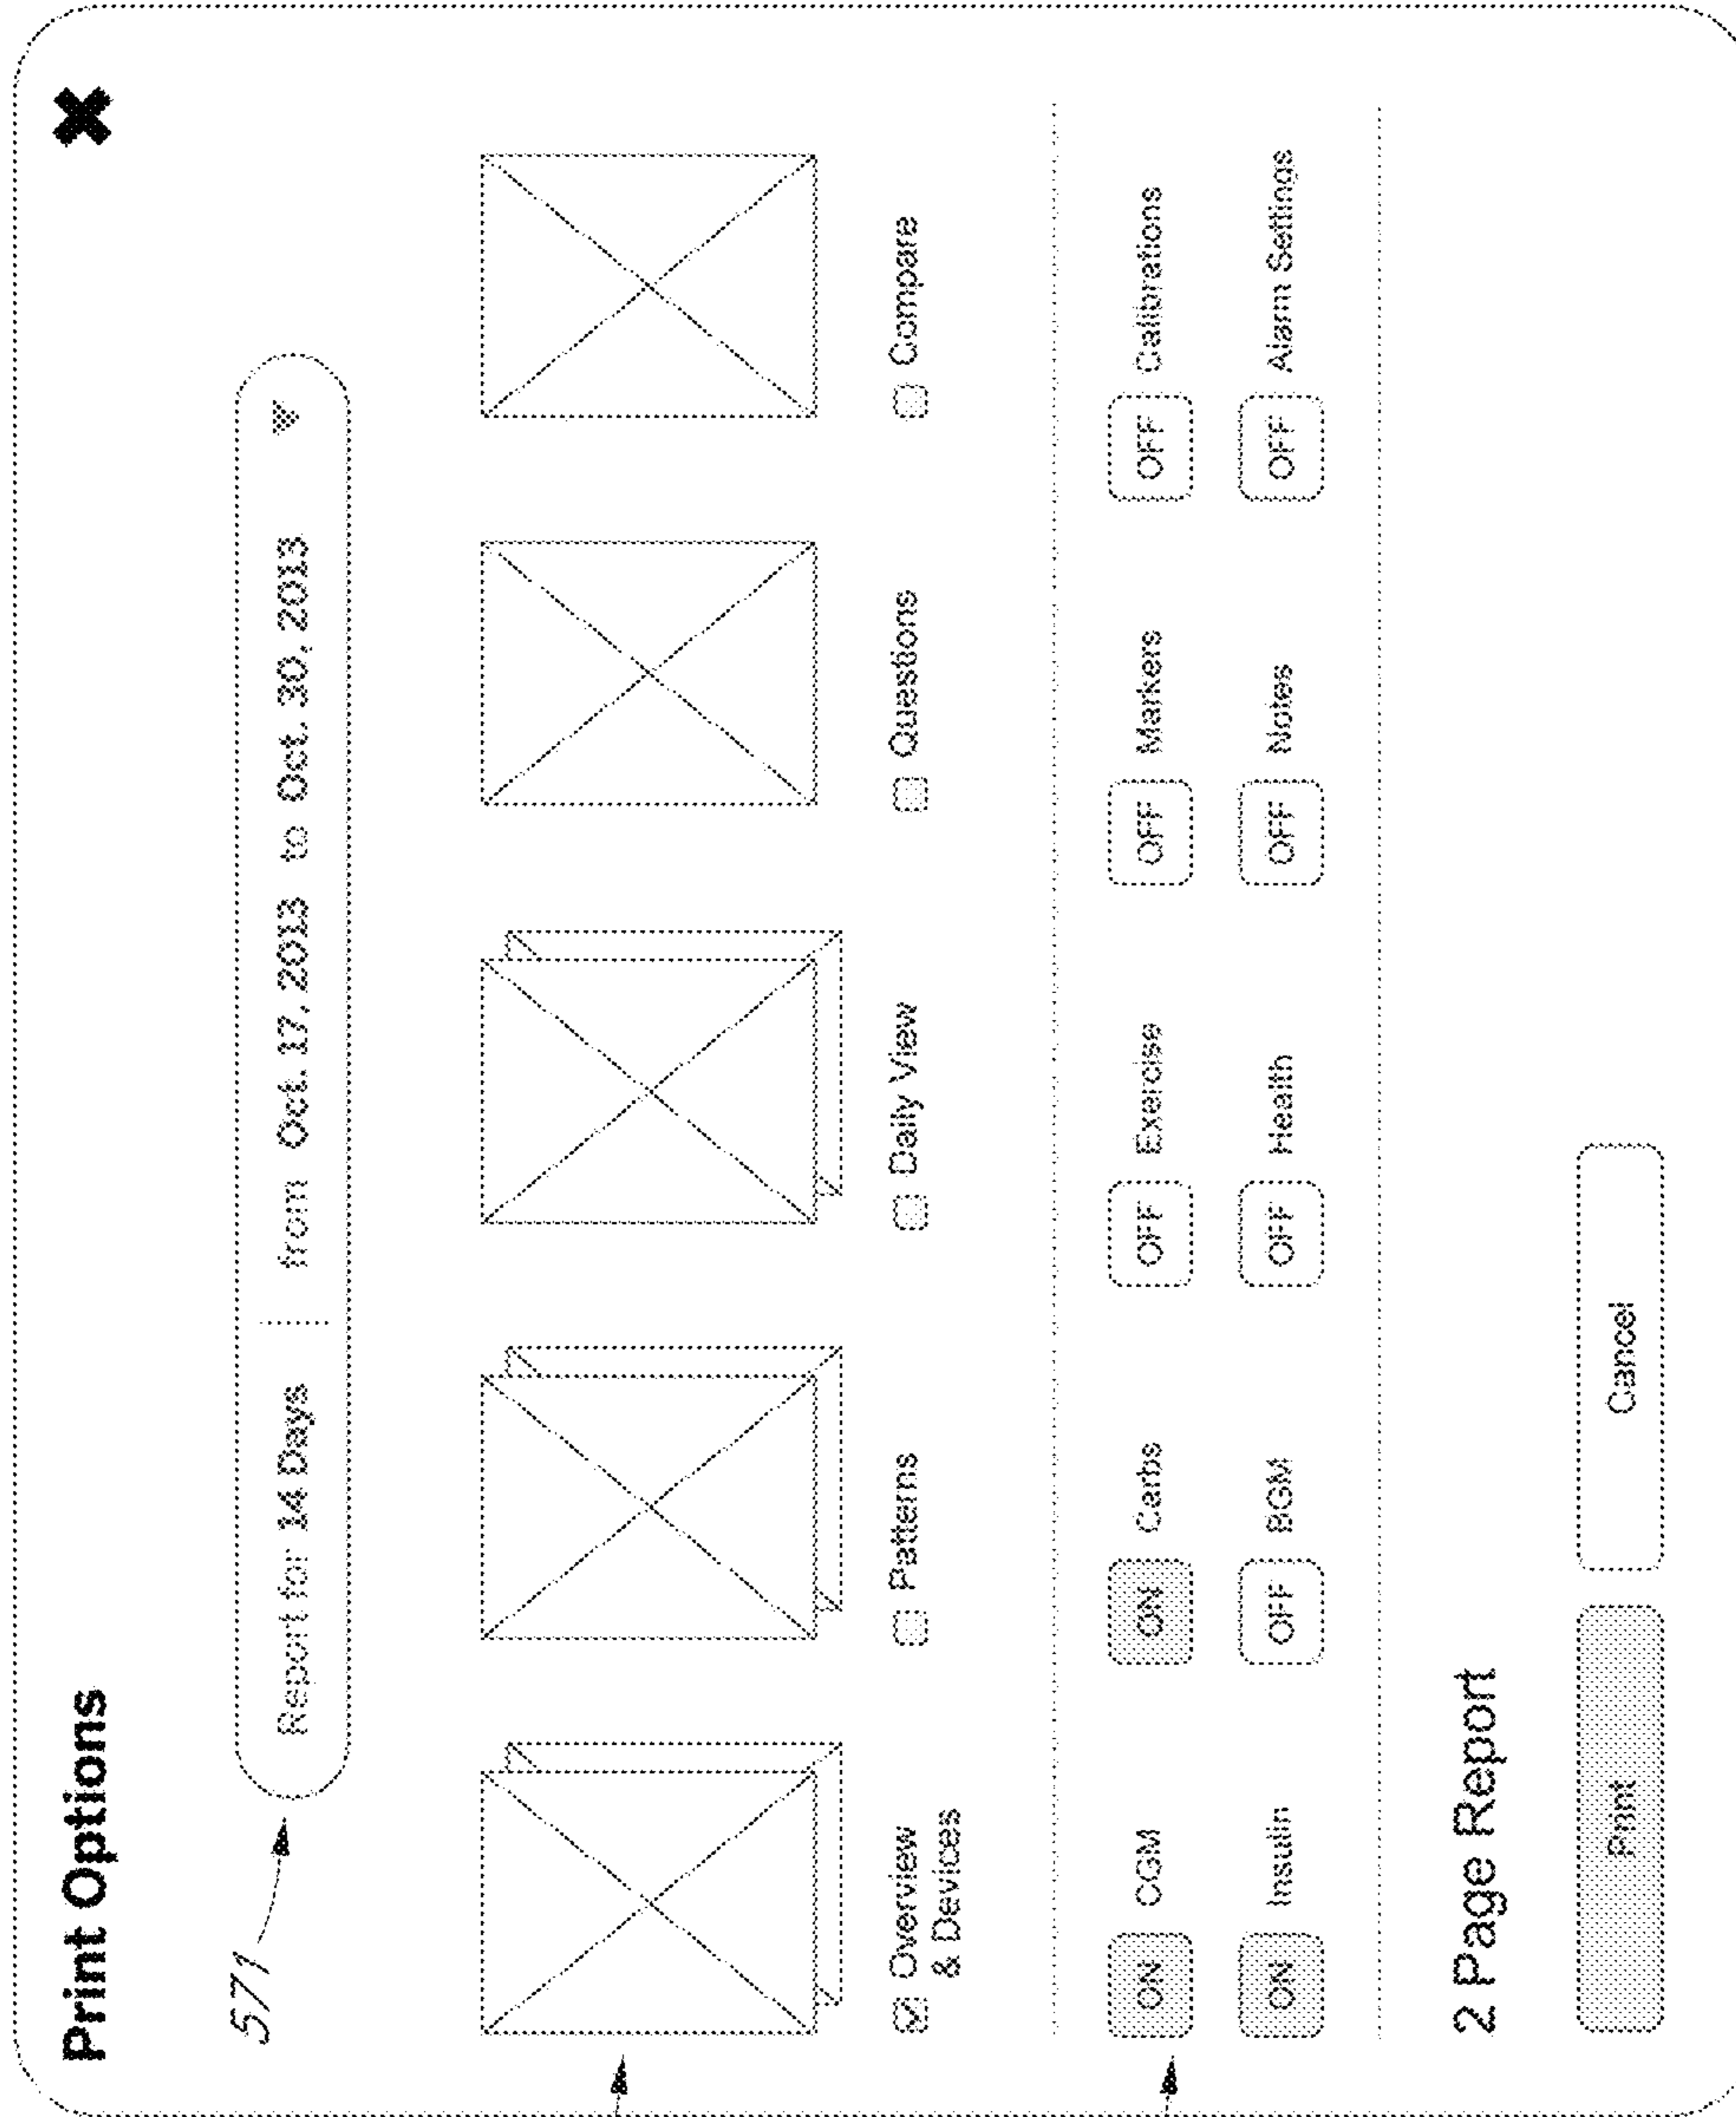 Print Options
571
Report for 14 Days from Oct. 17, 2013 to Oct. 30, 2013
Overview & Devices
Patterns
Daily View
Questions
Compare
ON CGM
ON Carbs
OFF Exercise
OFF Markers
OFF Calibrations
ON Insulin
OFF BGM
OFF Health
OFF Notes
OFF Alarm Settings
2 Page Report
Print
Cancel